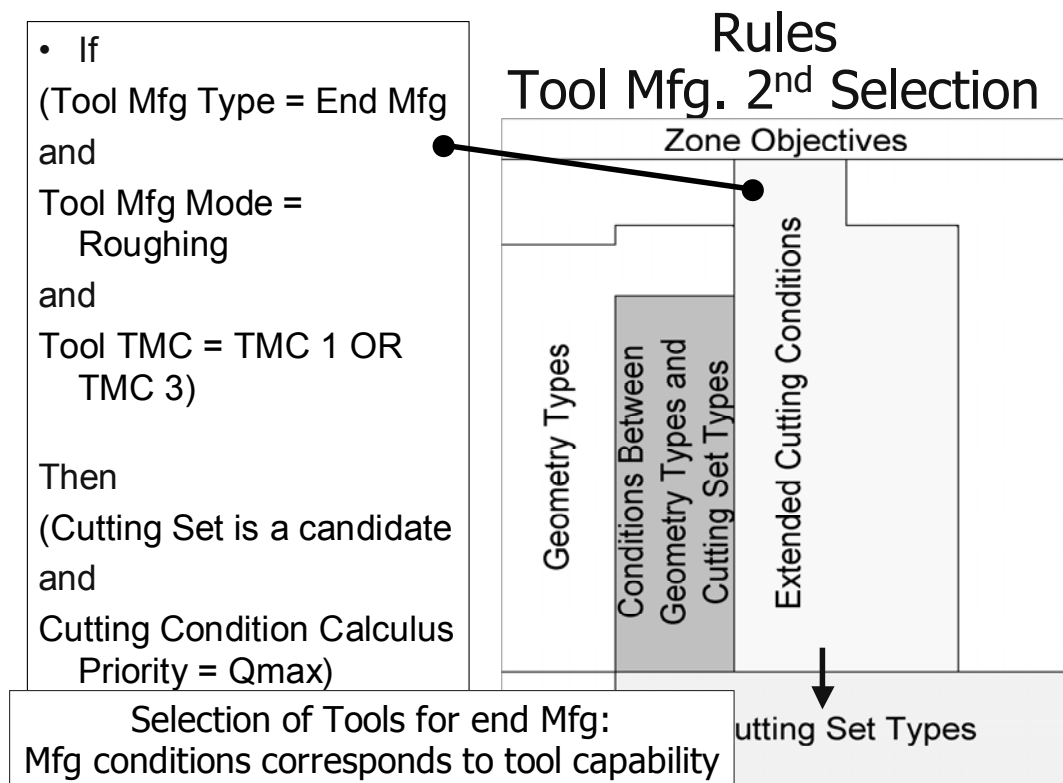 Rules
Tool Mfg. 2nd Selection
• If
(Tool Mfg Type = End Mfg
and
Tool Mfg Mode =
Roughing
and
Tool TMC = TMC 1 OR
TMC 3)
Then
(Cutting Set is a candidate
and
Cutting Condition Calculus
Priority = Qmax)
Selection of Tools for end Mfg:
Mfg conditions corresponds to tool capability
Zone Objectives
Geometry Types
Conditions Between
Geometry Types and
Cutting Set Types
Extended Cutting Conditions
utting Set Types